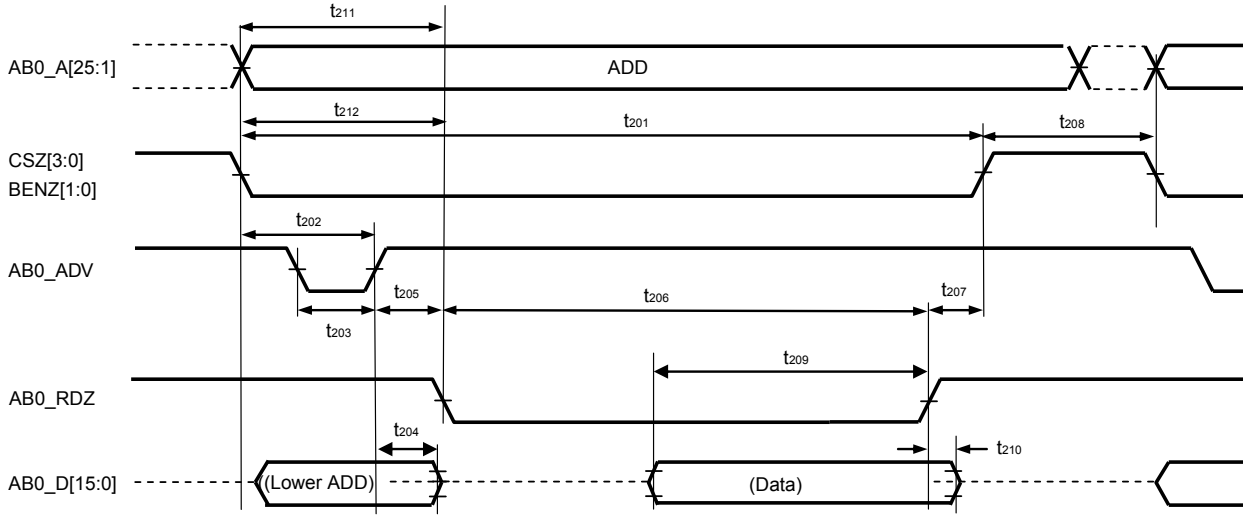 t211
AB0_A[25:1]
ADD
t212
t201
t208
CSZ[3:0]
BENZ[1:0]
t202
AB0_ADV
t205
t206
t207
t203
t209
AB0_RDZ
t204
t210
AB0_D[15:0]
(Lower ADD)
(Data)